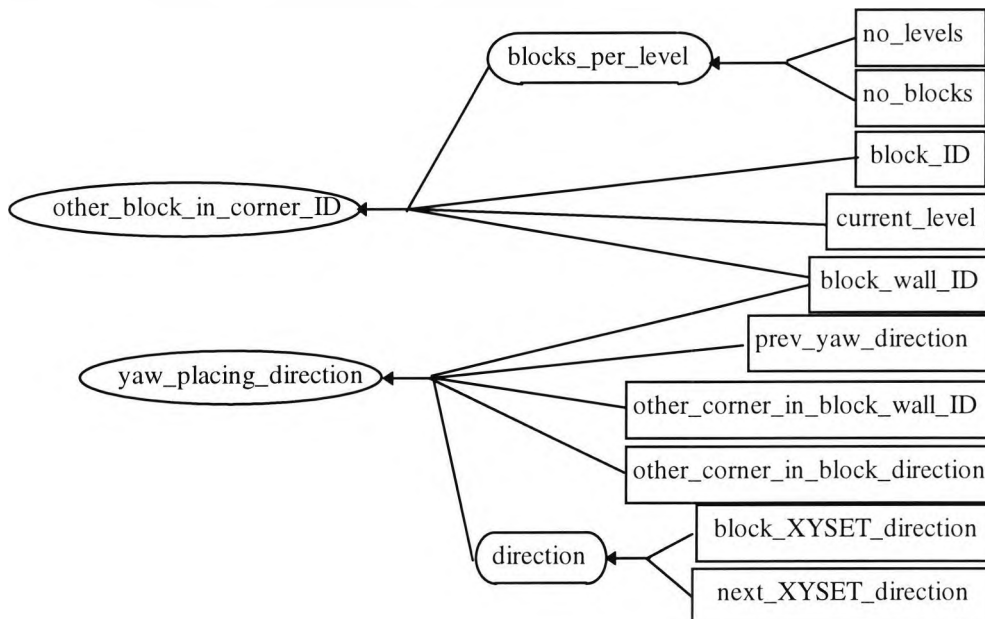 no_levels
blocks_per_level
no_blocks
block_ID
other_block_in_corner_ID
current_level
block_wall_ID
prev_yaw_direction
yaw_placing_direction
other_corner_in_block_wall_ID
other_corner_in_block_direction
block_XYSET_direction
direction
next_XYSET_direction